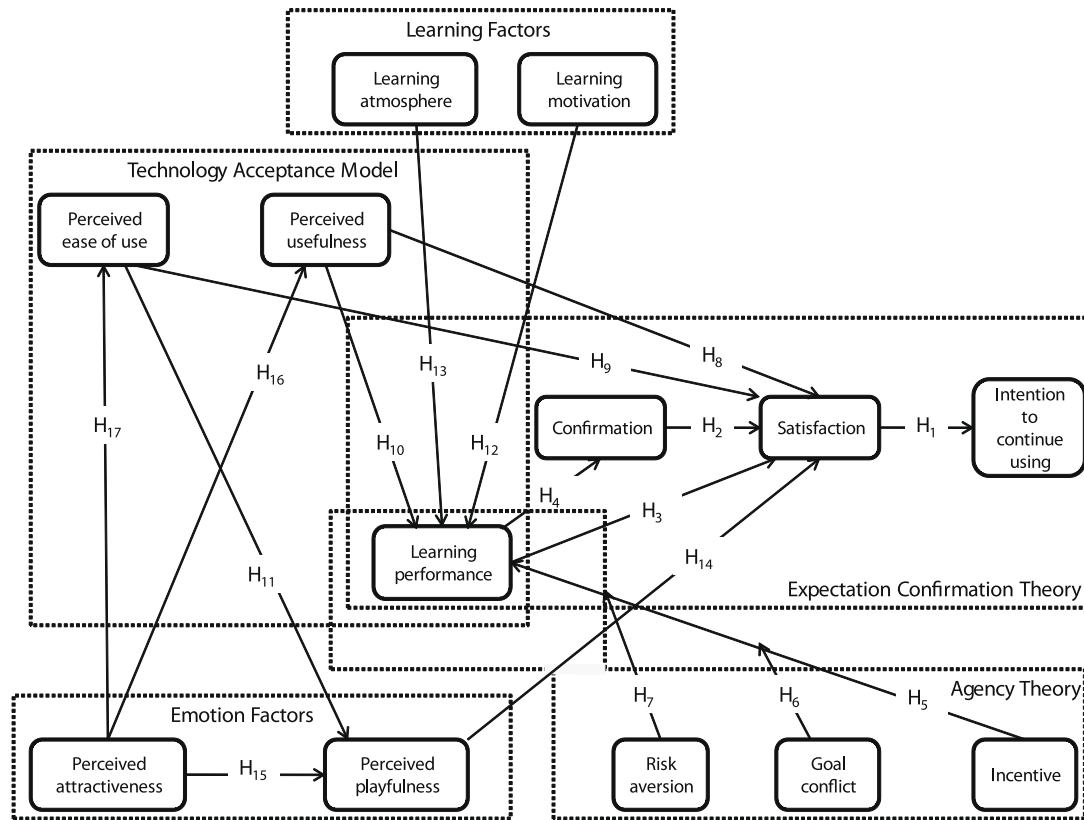 Learning Factors
Learning
atmosphere
Learning
motivation
Technology Acceptance Model
Perceived
ease of use
Perceived
usefulness
H16
H17
H13
H9
H8
H10
H12
Confirmation
H2
Satisfaction
H1
Intention
to
continue
using
H4
H3
Learning
performance
H11
H14
Expectation Confirmation Theory
Emotion Factors
H7
H6
H5
Agency Theory
Perceived
attractiveness
H15
Perceived
playfulness
Risk
aversion
Goal
conflict
Incentive